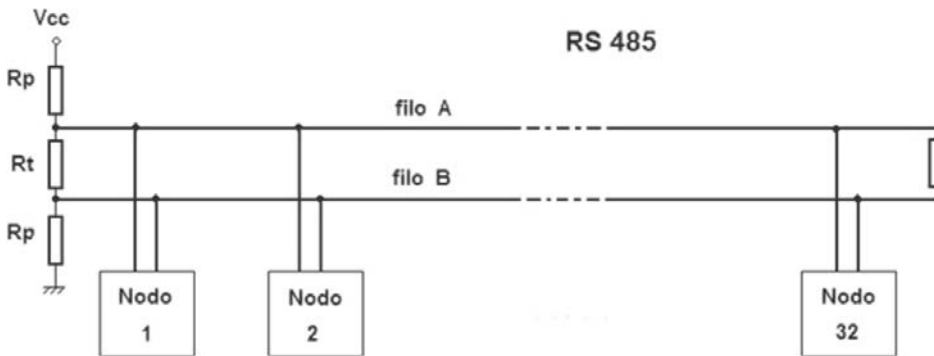 Vcc
RS 485
Rp
filo A
Rt
filo B
Rp
Nodo
1
Nodo
2
Nodo
32